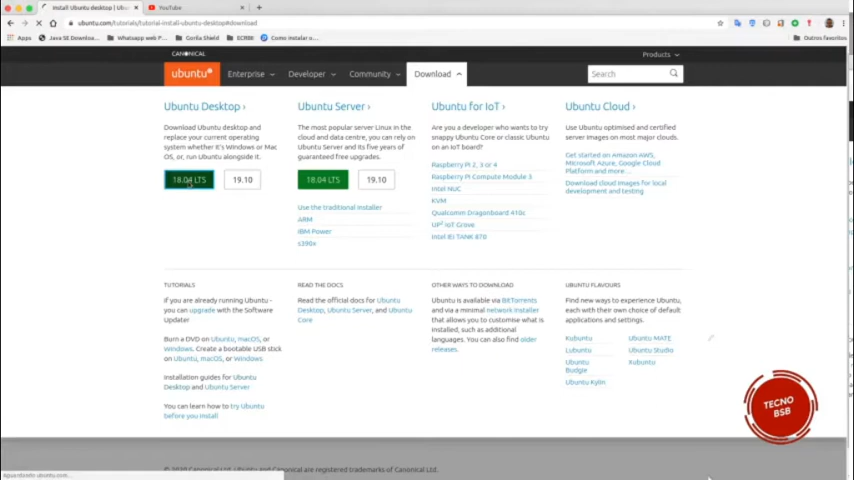 Install Ubuntu desktop | Ubun
YouTube
ubuntu.com/tutorials/tutorial-install-ubuntu-desktop#download
Apps
Java SE Downloa...
Whatsapp web P...
Gorila Shield
ECRBI
Como instalar o...
Outros favoritos
CANONICAL
Products
ubuntu®
Enterprise
Developer
Community
Download
Search
Ubuntu Desktop ›
Download Ubuntu desktop and
replace your current operating
system whether it's Windows or Mac
OS, or, run Ubuntu alongside it.
18.04 LTS
19.10
Ubuntu Server ›
The most popular server Linux in
the cloud and data centre, you can rely on
Ubuntu Server and its five years of
guaranteed free upgrades.
18.04 LTS
19.10
Use the traditional installer
ARM
IBM Power
s390x
Ubuntu for IoT ›
Are you a developer who wants to try
snappy Ubuntu Core or classic Ubuntu
on an IoT board?
Raspberry Pi 2, 3 or 4
Raspberry Pi Compute Module 3
Intel NUC
KVM
Qualcomm Dragonboard 410c
UP² IoT Grove
Intel IEI TANK 870
Ubuntu Cloud ›
Use Ubuntu optimised and certified
server images on most major clouds.
Get started on Amazon AWS,
Microsoft Azure, Google Cloud
Platform and more...
Download cloud images for local
development and testing
TUTORIALS
If you are already running Ubuntu -
you can upgrade with the Software
Updater
Burn a DVD on Ubuntu, macOS, or
Windows. Create a bootable USB stick
on Ubuntu, macOS, or Windows
Installation guides for Ubuntu
Desktop and Ubuntu Server
You can learn how to try Ubuntu
before you install
READ THE DOCS
Read the official docs for Ubuntu
Desktop, Ubuntu Server, and Ubuntu
Core
OTHER WAYS TO DOWNLOAD
Ubuntu is available via BitTorrents
and via a minimal network installer
that allows you to customise what is
installed, such as additional
languages. You can also find older
releases.
UBUNTU FLAVOURS
Find new ways to experience Ubuntu,
each with their own choice of default
applications and settings.
Kubuntu
Lubuntu
Ubuntu
Budgie
Ubuntu Kylin
Ubuntu MATE
Ubuntu Studio
Xubuntu
TECNO
BSB
© 2020 Canonical Ltd. Ubuntu and Canonical are registered trademarks of Canonical Ltd.
Aguardando ubuntu.com...